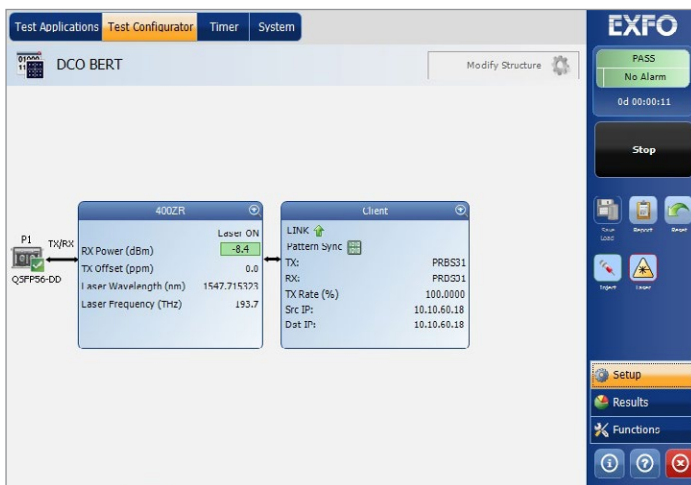 Test Applications Test Configurator Timer System
EXFO
DCO BERT
Modify Structure
PASS
No Alarm
0d 00:00:11
Stop
Save
Load
Report
Reset
Inject
Laser
400ZR
Laser ON
RX Power (dBm) -8.4
TX Offset (ppm) 0.0
Laser Wavelength (nm) 1547.715323
Laser Frequency (THz) 193.7
P1
TX/RX
QSFP56-DD
Client
LINK
Pattern Sync
TX: PRBS31
RX: PRBS31
TX Rate (%) 100.0000
Src IP: 10.10.60.18
Dst IP: 10.10.60.18
Setup
Results
Functions